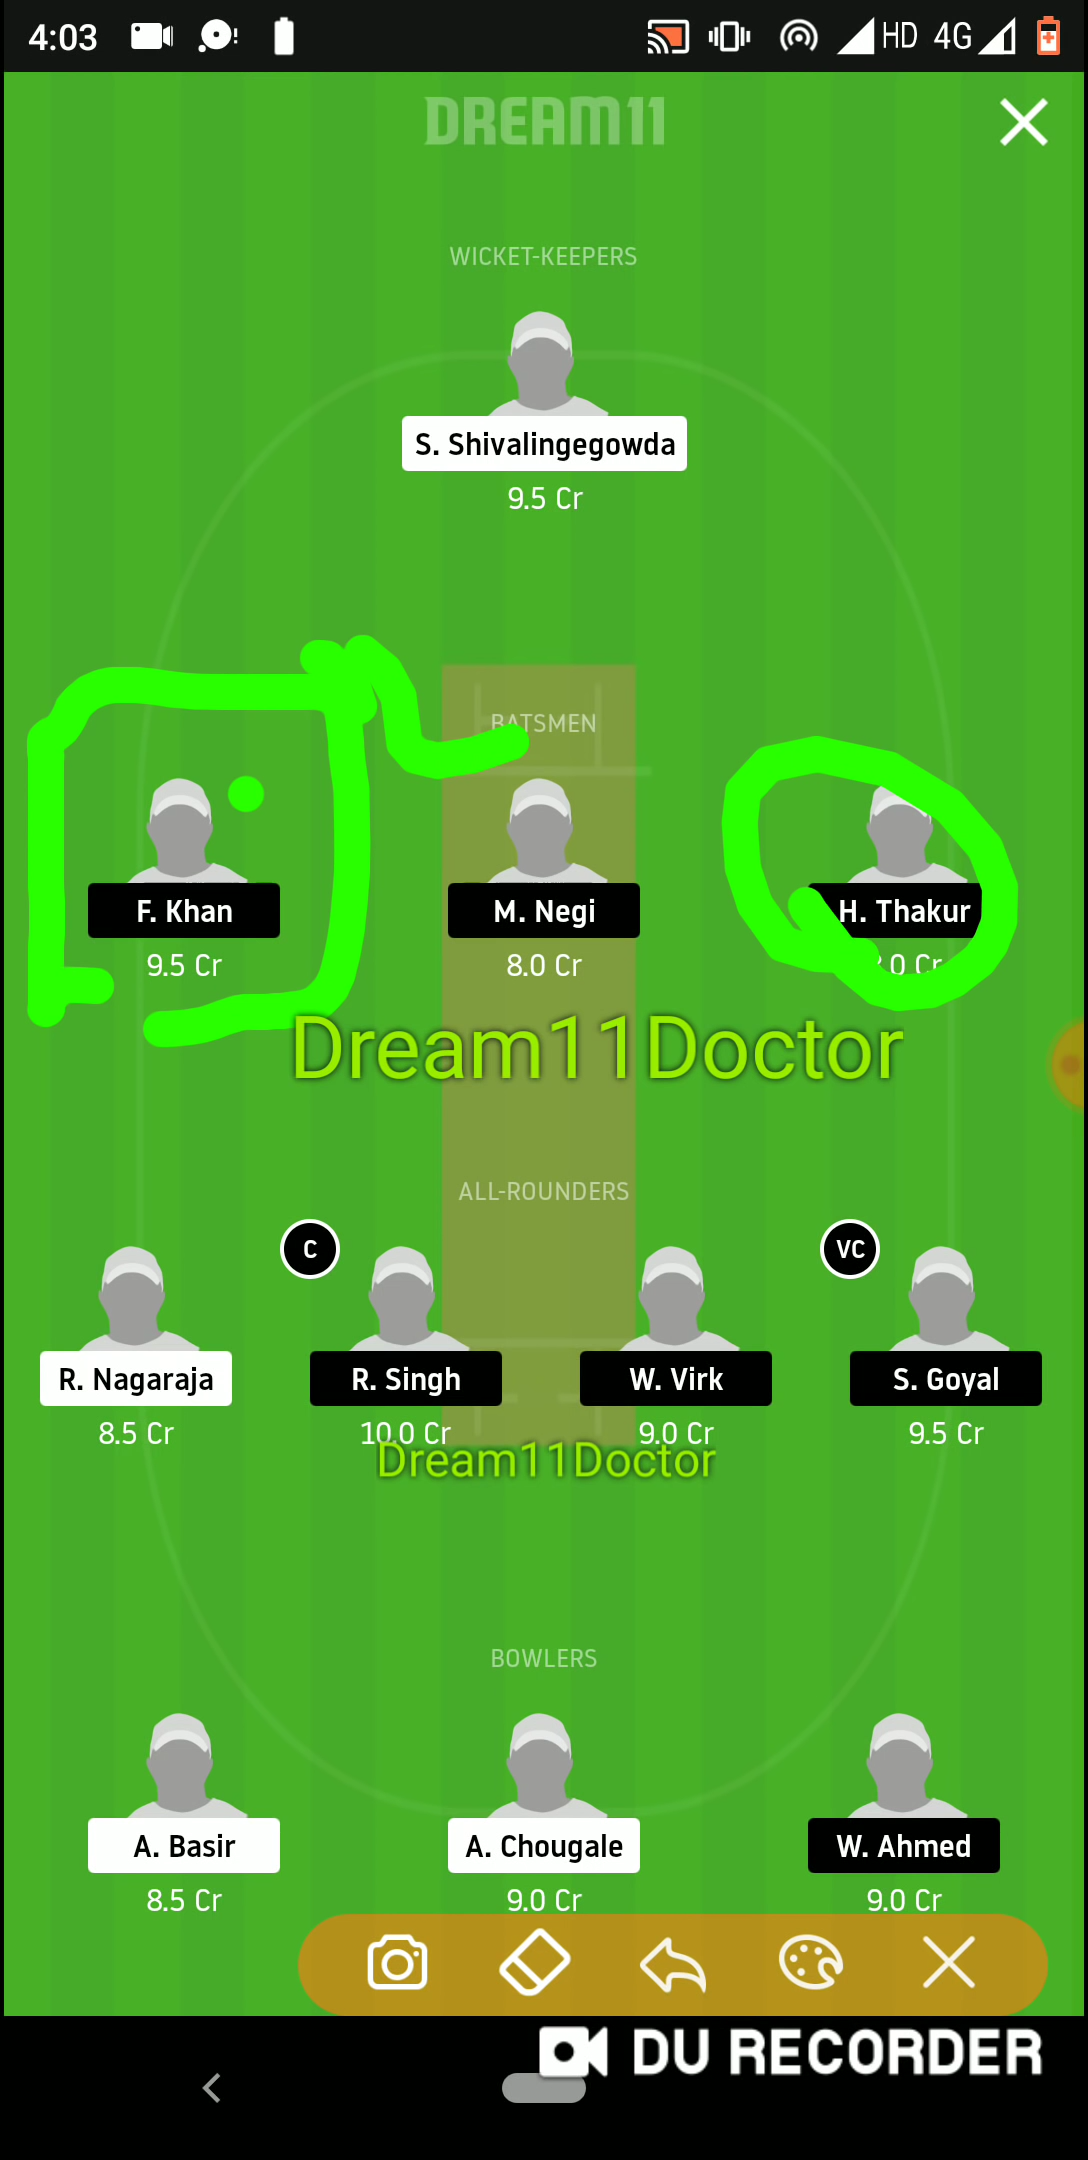 4:03 HD 4G
DREAM11
WICKET-KEEPERS
S. Shivalingegowda
9.5 Cr
BATSMEN
F. Khan M. Negi H. Thakur
9.5 Cr 8.0 Cr .0 Cr
Dream11Doctor
ALL-ROUNDERS
C VC
R. Nagaraja R. Singh W. Virk S. Goyal
8.5 Cr 10.0 Cr 9.0 Cr 9.5 Cr
Dream11Doctor
BOWLERS
A. Basir A. Chougale W. Ahmed
8.5 Cr 9.0 Cr 9.0 Cr
DU RECORDER